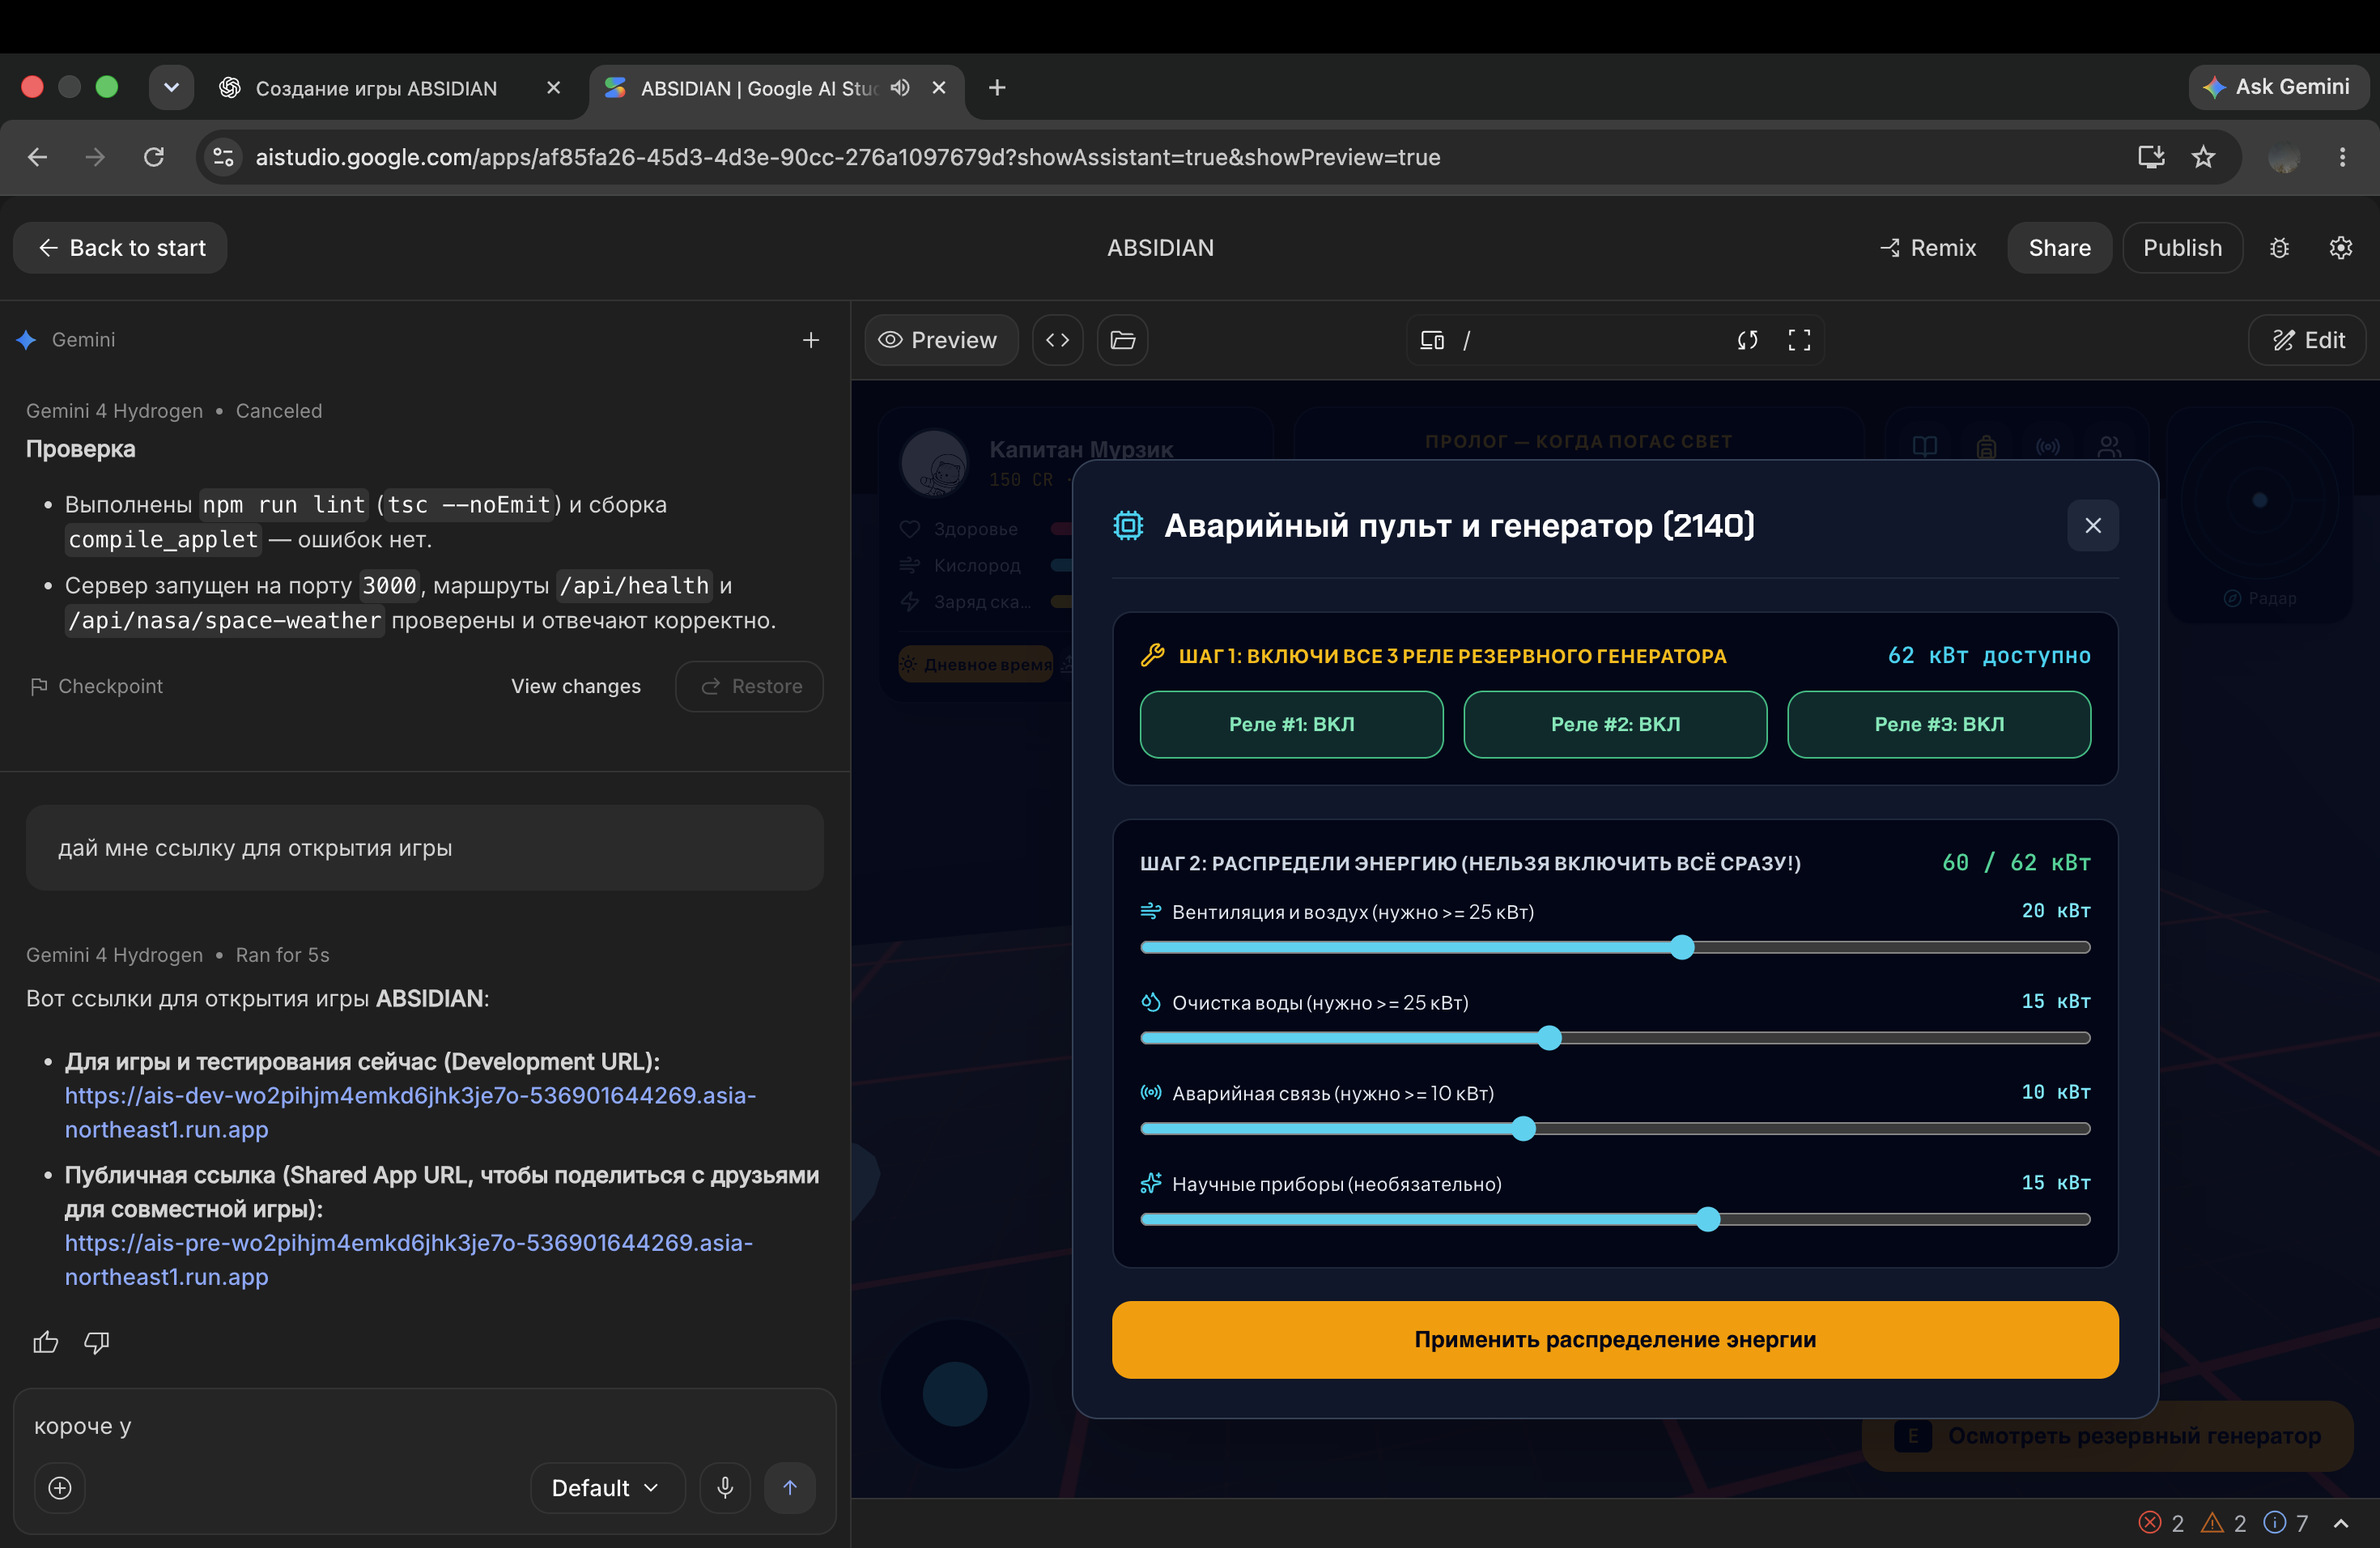 Создание игры ABSIDIAN
ABSIDIAN | Google AI Stu
Ask Gemini
aistudio.google.com/apps/af85fa26-45d3-4d3e-90cc-276a1097679d?showAssistant=true&showPreview=true
Back to start
ABSIDIAN
Remix
Share
Publish
Gemini
Gemini 4 Hydrogen • Canceled
Проверка
• Выполнены npm run lint (tsc --noEmit) и сборка
compile_applet — ошибок нет.
• Сервер запущен на порту 3000, маршруты /api/health и
/api/nasa/space-weather проверены и отвечают корректно.
Checkpoint
View changes
Restore
дай мне ссылку для открытия игры
Gemini 4 Hydrogen • Ran for 5s
Вот ссылки для открытия игры ABSIDIAN:
• Для игры и тестирования сейчас (Development URL):
https://ais-dev-wo2pihjm4emkd6jhk3je7o-536901644269.asia-
northeast1.run.app
• Публичная ссылка (Shared App URL, чтобы поделиться с друзьями
для совместной игры):
https://ais-pre-wo2pihjm4emkd6jhk3je7o-536901644269.asia-
northeast1.run.app
короче у
Default
Preview
/
Edit
Капитан Мурзик
150 CR
Здоровье
Кислород
Заряд ска...
Дневное время
ПРОЛОГ — КОГДА ПОГАС СВЕТ
Радар
Аварийный пульт и генератор (2140)
ШАГ 1: ВКЛЮЧИ ВСЕ 3 РЕЛЕ РЕЗЕРВНОГО ГЕНЕРАТОРА
62 кВт доступно
Реле #1: ВКЛ
Реле #2: ВКЛ
Реле #3: ВКЛ
ШАГ 2: РАСПРЕДЕЛИ ЭНЕРГИЮ (НЕЛЬЗЯ ВКЛЮЧИТЬ ВСЁ СРАЗУ!)
60 / 62 кВт
Вентиляция и воздух (нужно >= 25 кВт)
20 кВт
Очистка воды (нужно >= 25 кВт)
15 кВт
Аварийная связь (нужно >= 10 кВт)
10 кВт
Научные приборы (необязательно)
15 кВт
Применить распределение энергии
E
Осмотреть резервный генератор
2
2
7